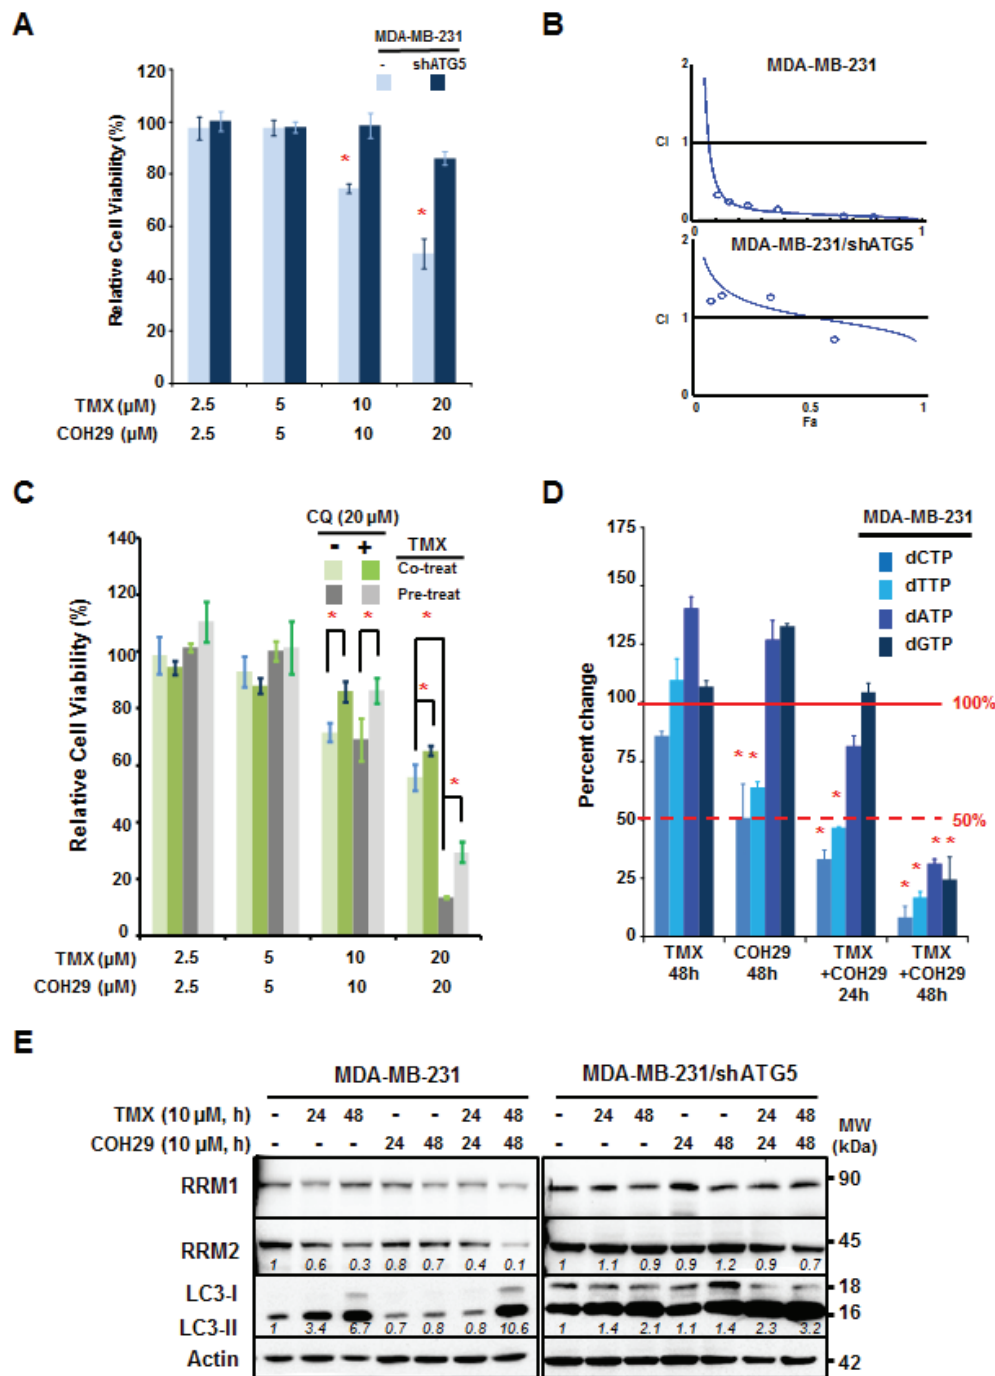 A
MDA-MB-231
- shATG5
Relative Cell Viability (%)
120
100
80
60
40
20
0
TMX (µM) 2.5 5 10 20
COH29 (µM) 2.5 5 10 20
* *
B
MDA-MB-231
2
CI 1
0 1
MDA-MB-231/shATG5
2
CI 1
0
0 0.5 1
Fa
C
CQ (20 µM)
- + TMX
Co-treat
Pre-treat
* * * * *
Relative Cell Viability (%)
140
120
100
80
60
40
20
0
TMX (µM) 2.5 5 10 20
COH29 (µM) 2.5 5 10 20
D
MDA-MB-231
dCTP
dTTP
dATP
dGTP
Percent change
175
150
125
100
75
50
25
0
100%
50%
* * * * * * * *
TMX 48h
COH29 48h
TMX +COH29 24h
TMX +COH29 48h
E
MDA-MB-231 MDA-MB-231/shATG5
TMX (10 µM, h) - 24 48 - - 24 48 - 24 48 - - 24 48
COH29 (10 µM, h) - - - 24 48 24 48 - - - 24 48 24 48
MW
(kDa)
RRM1 90
RRM2 45
1 0.6 0.3 0.8 0.7 0.4 0.1 1 1.1 0.9 0.9 1.2 0.9 0.7
LC3-I 18
LC3-II 16
1 3.4 6.7 0.7 0.8 0.8 10.6 1 1.4 2.1 1.1 1.4 2.3 3.2
Actin 42